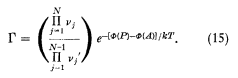 Γ = ( ∏_{j=1}^{N} ν_j / ∏_{j=1}^{N−1} ν_j′ ) e^{−[Φ(P)−Φ(A)]/kT}. (15)